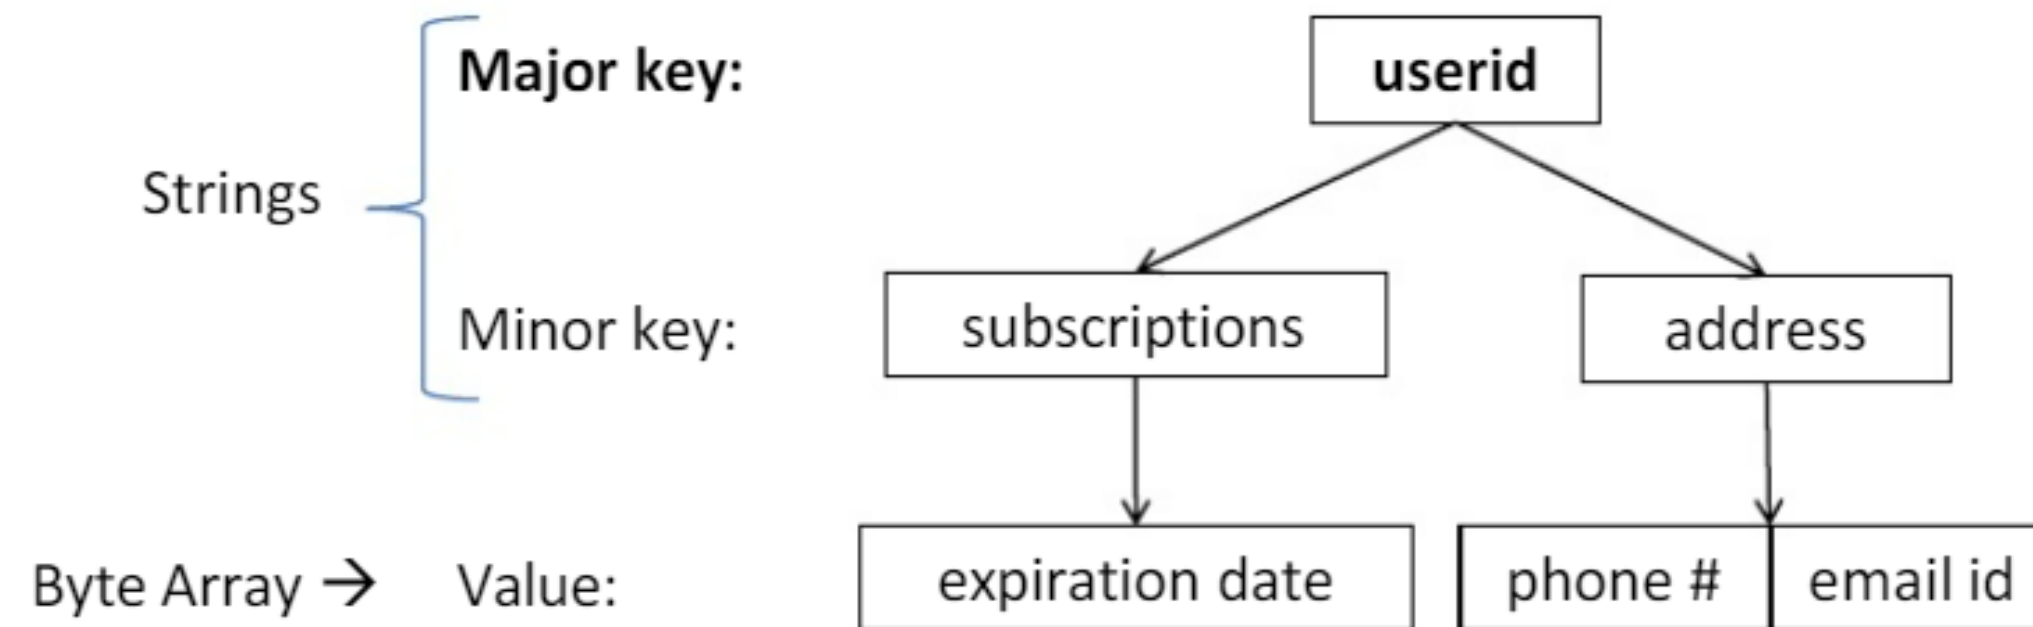 Major key:
userid
Strings
Minor key:
subscriptions
address
Byte Array → Value:
expiration date
phone #
email id